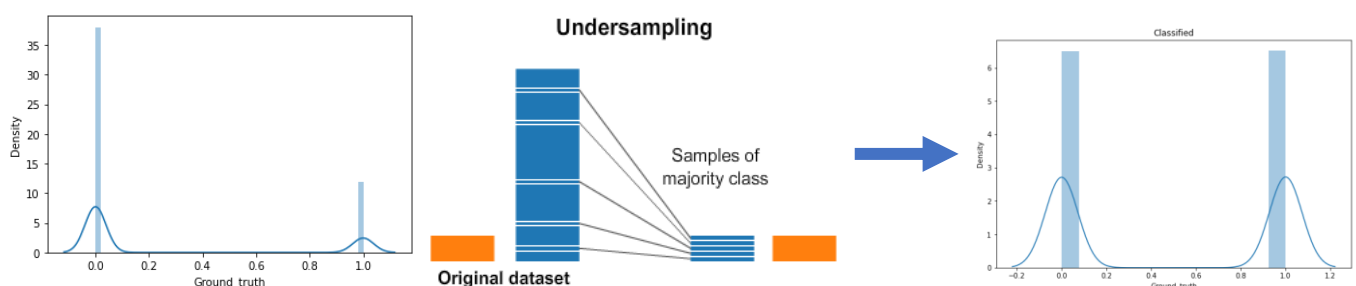 Density
35
30
25
20
15
10
5
0
0.0 0.2 0.4 0.6 0.8 1.0
Ground_truth
Undersampling
Samples of
majority class
Original dataset
Classified
Density
6
5
4
3
2
1
0
−0.2 0.0 0.2 0.4 0.6 0.8 1.0 1.2
Ground_truth